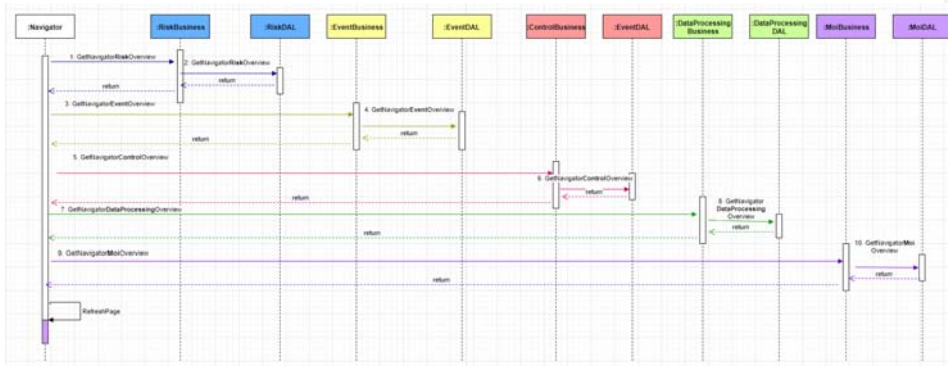 :Navigator
:RiskBusiness
:RiskDAL
:EventBusiness
:EventDAL
:ControlBusiness
:EventDAL
:DataProcessing
Business
:DataProcessing
DAL
:MoiBusiness
:MoiDAL
1. GetNavigatorRiskOverview
2. GetNavigatorRiskOverview
return
return
3. GetNavigatorEventOverview
4. GetNavigatorEventOverview
return
return
5. GetNavigatorControlOverview
6. GetNavigatorControlOverview
return
return
7. GetNavigatorDataProcessingOverview
8. GetNavigator
DataProcessing
Overview
return
return
9. GetNavigatorMoiOverview
10. GetNavigatorMoi
Overview
return
return
RefreshPage